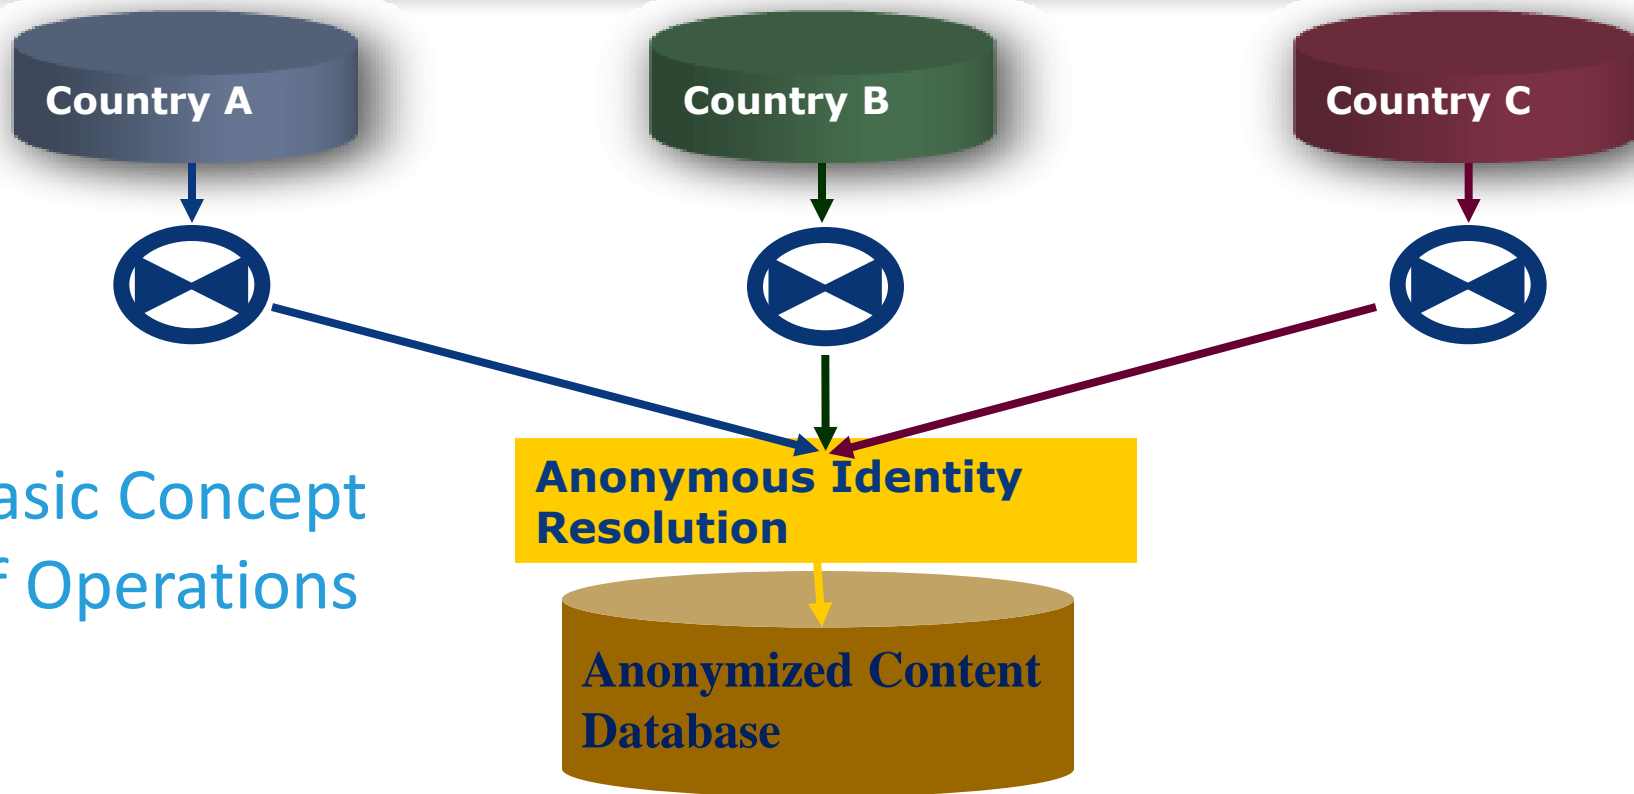 Country A
Country B
Country C
Anonymous Identity
Resolution
asic Concept
f Operations
Anonymized Content
Database